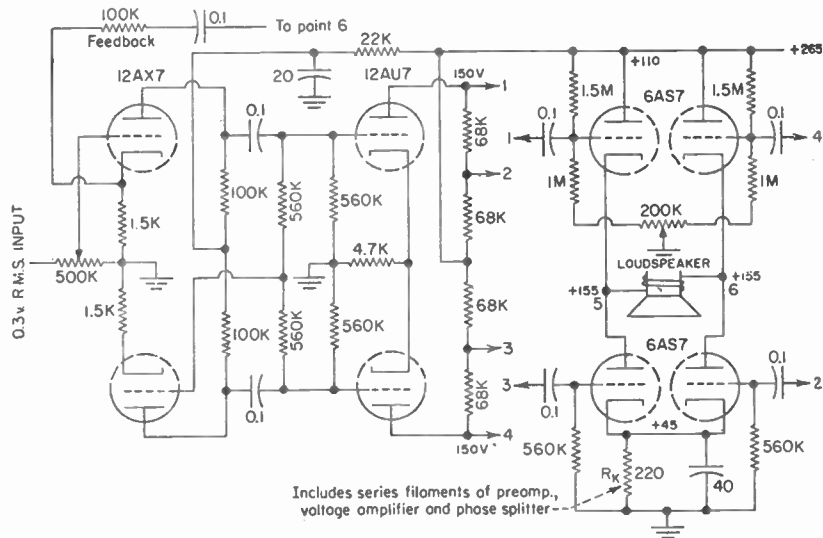 100K
Feedback
0.1
To point 6
22K
20
12AX7
12AU7
150V
1
+110
+265
1.5M
6AS7
1.5M
0.1
0.1
0.1
1
4
68K
2
1M
1M
100K
560K
560K
68K
200K
1.5K
4.7K
0.3v. R.M.S. INPUT
500K
LOUDSPEAKER
+155
5
+155
6
1.5K
100K
560K
560K
68K
6AS7
3
3
0.1
0.1
2
0.1
68K
+45
4
150V
560K
RK
220
40
560K
Includes series filaments of preamp.,
voltage amplifier and phase splitter